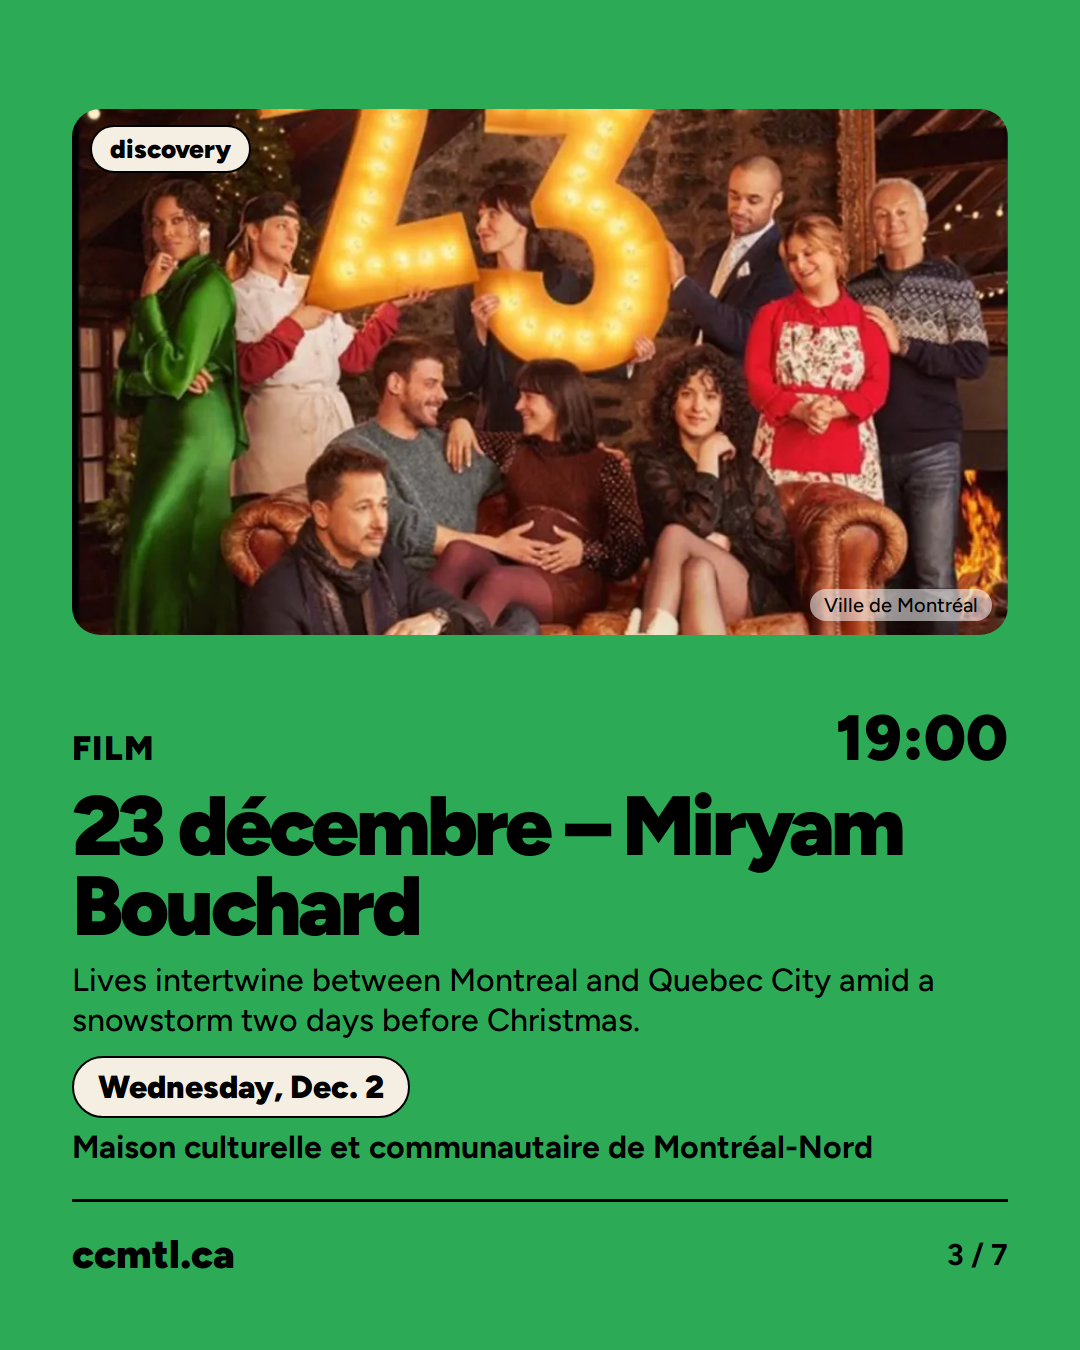 discovery
23
Ville de Montréal
FILM
19:00
23 décembre – Miryam
Bouchard
Lives intertwine between Montreal and Quebec City amid a
snowstorm two days before Christmas.
Wednesday, Dec. 2
Maison culturelle et communautaire de Montréal-Nord
ccmtl.ca
3 / 7